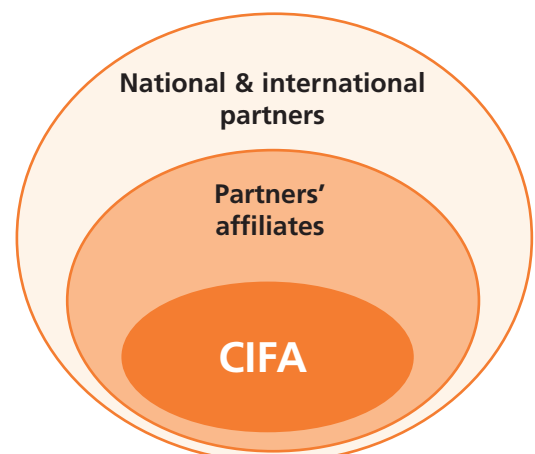 National & international
partners
Partners’
affiliates
CIFA